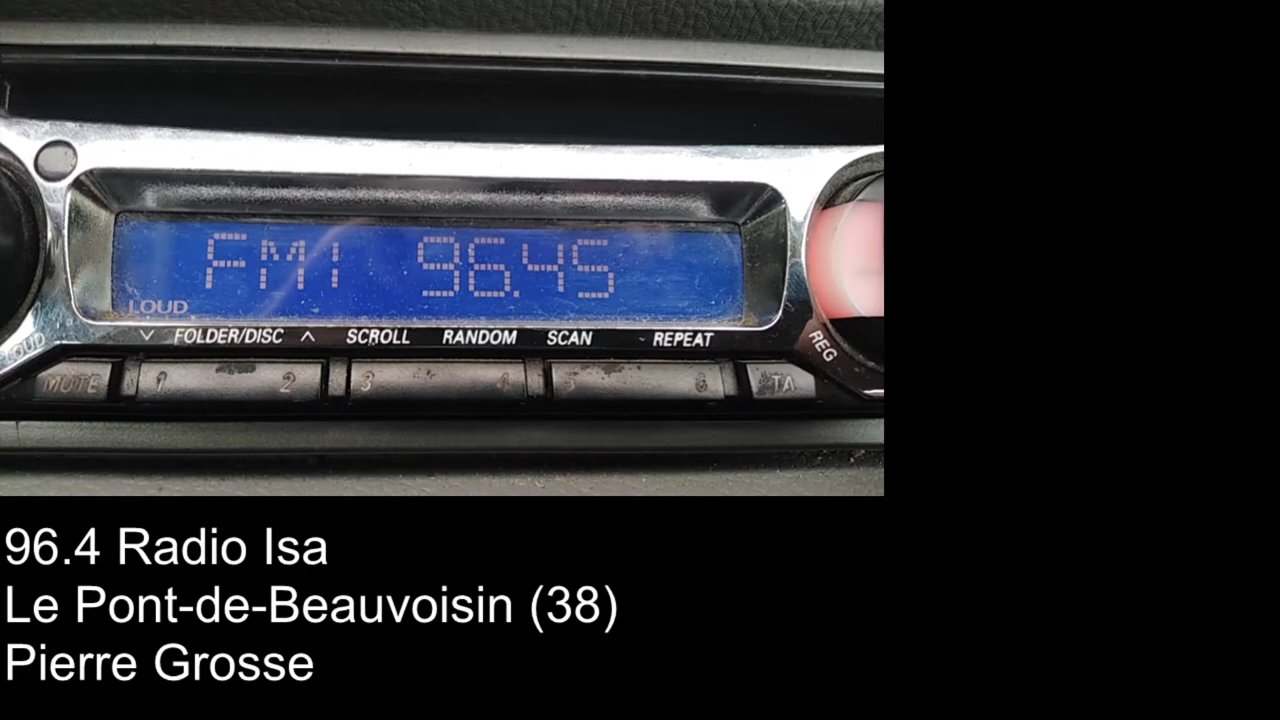 FM1 96.45
LOUD
FOLDER/DISC SCROLL RANDOM SCAN REPEAT
LOUD REG
MUTE 1 2 3 4 5 6 TA
96.4 Radio Isa
Le Pont-de-Beauvoisin (38)
Pierre Grosse